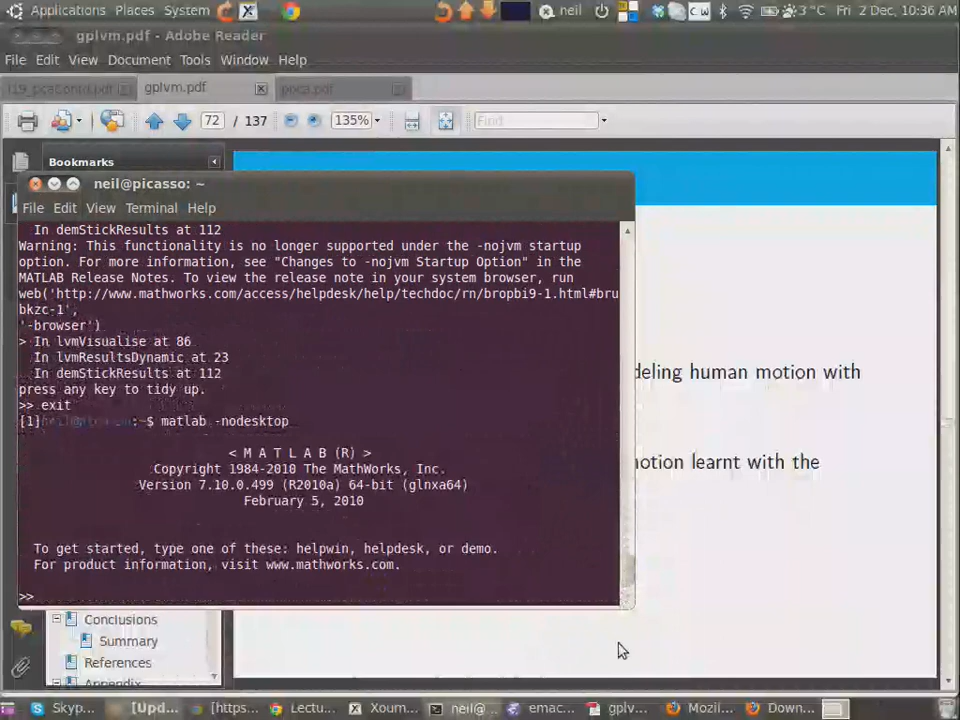 Applications Places System neil CW 3 °C Fri 2 Dec, 10:36 AM
gplvm.pdf - Adobe Reader
File Edit View Document Tools Window Help
gplvm.pdf ppca.pdf
72 / 137 135% Find
Bookmarks
neil@picasso: ~
File Edit View Terminal Help
In demStickResults at 112
Warning: This functionality is no longer supported under the -nojvm startup
option. For more information, see "Changes to -nojvm Startup Option" in the
MATLAB Release Notes. To view the release note in your system browser, run
web('http://www.mathworks.com/access/helpdesk/help/techdoc/rn/bropbi9-1.html#bru
bkzc-1',
'-browser')
> In lvmVisualise at 86
In lvmResultsDynamic at 23
deling human motion with
In demStickResults at 112
press any key to tidy up.
>> exit
[1] :~$ matlab -nodesktop
< M A T L A B (R) >
otion learnt with the
Copyright 1984-2010 The MathWorks, Inc.
Version 7.10.0.499 (R2010a) 64-bit (glnxa64)
February 5, 2010
To get started, type one of these: helpwin, helpdesk, or demo.
For product information, visit www.mathworks.com.
>>
Conclusions
Summary
References
Appendix
Skyp... [Upd... [https... Lectu... Xourn... neil@... emac... gplv... Mozil... Down...